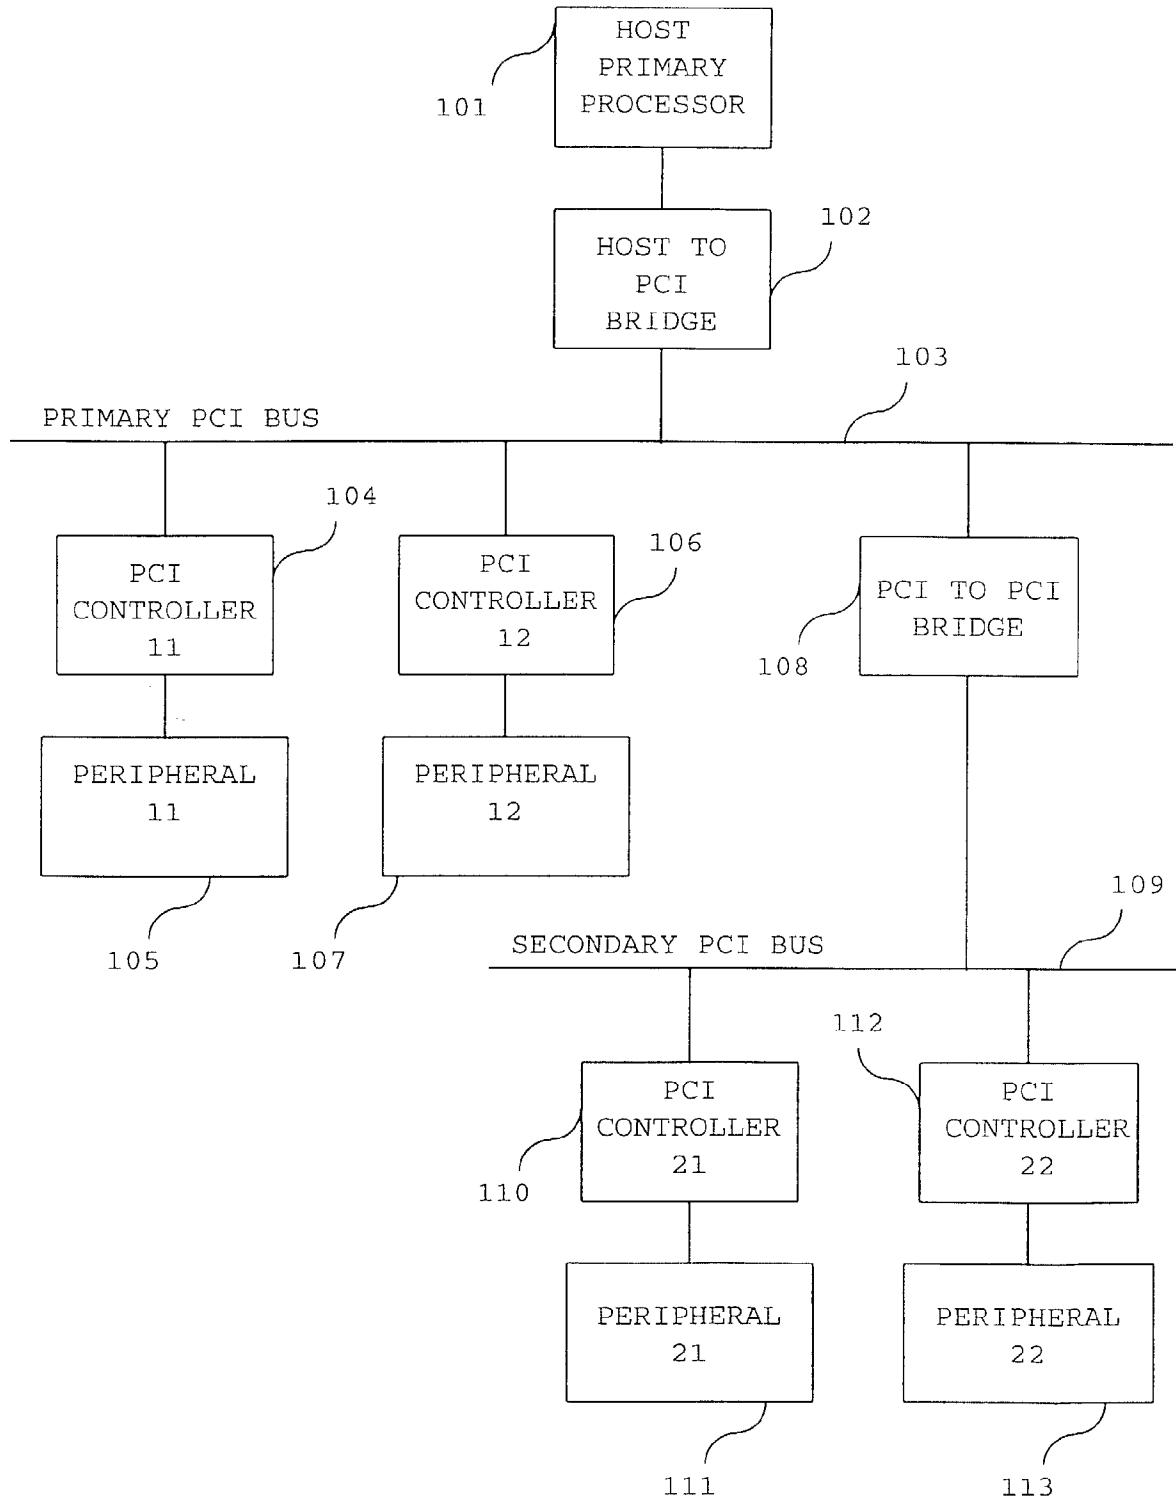 HOST
PRIMARY
PROCESSOR
101
102
HOST TO
PCI
BRIDGE
103
PRIMARY PCI BUS
104
PCI
CONTROLLER
11
106
PCI
CONTROLLER
12
PCI TO PCI
BRIDGE
108
PERIPHERAL
11
PERIPHERAL
12
105
107
109
SECONDARY PCI BUS
112
PCI
CONTROLLER
21
110
PCI
CONTROLLER
22
PERIPHERAL
21
PERIPHERAL
22
111
113